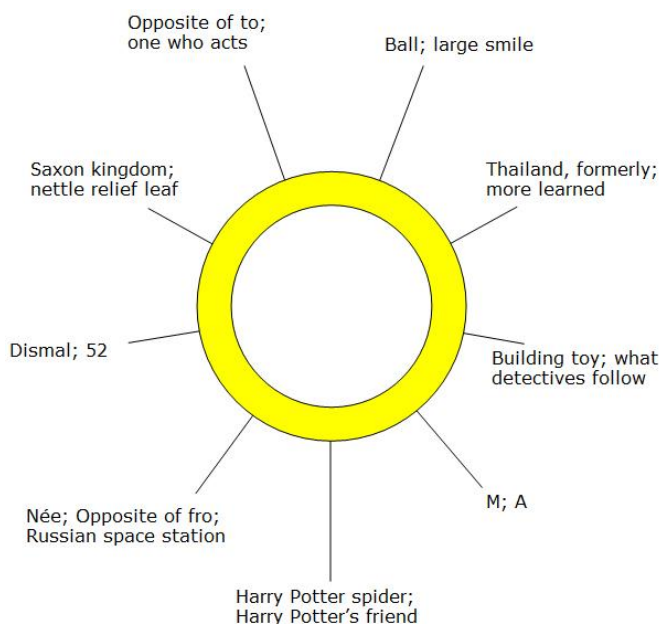 Opposite of to;
one who acts
Ball; large smile
Saxon kingdom;
nettle relief leaf
Thailand, formerly;
more learned
Dismal; 52
Building toy; what
detectives follow
M; A
Née; Opposite of fro;
Russian space station
Harry Potter spider;
Harry Potter’s friend